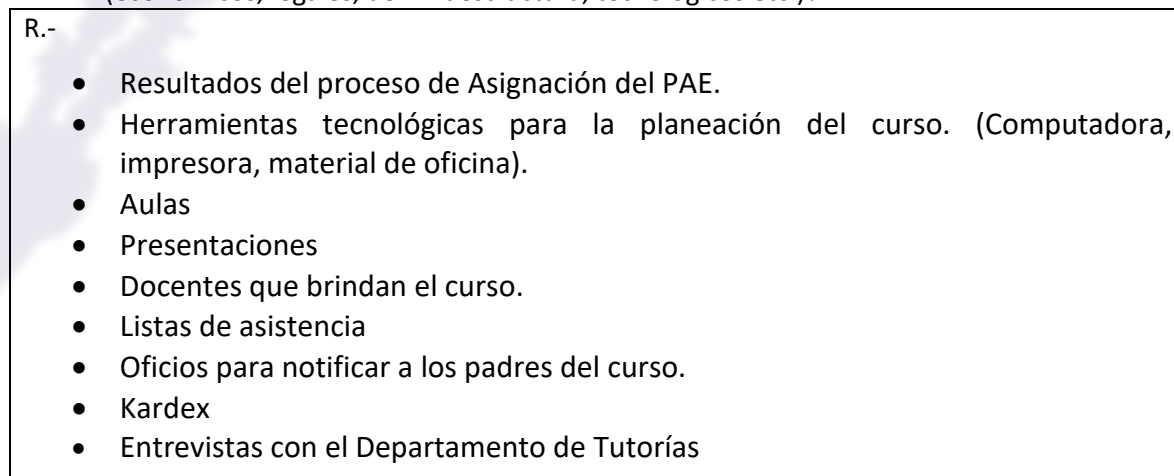 R.-
• Resultados del proceso de Asignación del PAE.
• Herramientas tecnológicas para la planeación del curso. (Computadora,
impresora, material de oficina).
• Aulas
• Presentaciones
• Docentes que brindan el curso.
• Listas de asistencia
• Oficios para notificar a los padres del curso.
• Kardex
• Entrevistas con el Departamento de Tutorías